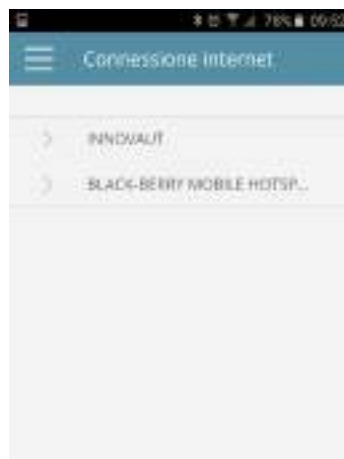 78% 09:52
Connessione internet
INNOVAUT
BLACK-BERRY MOBILE HOTSP...